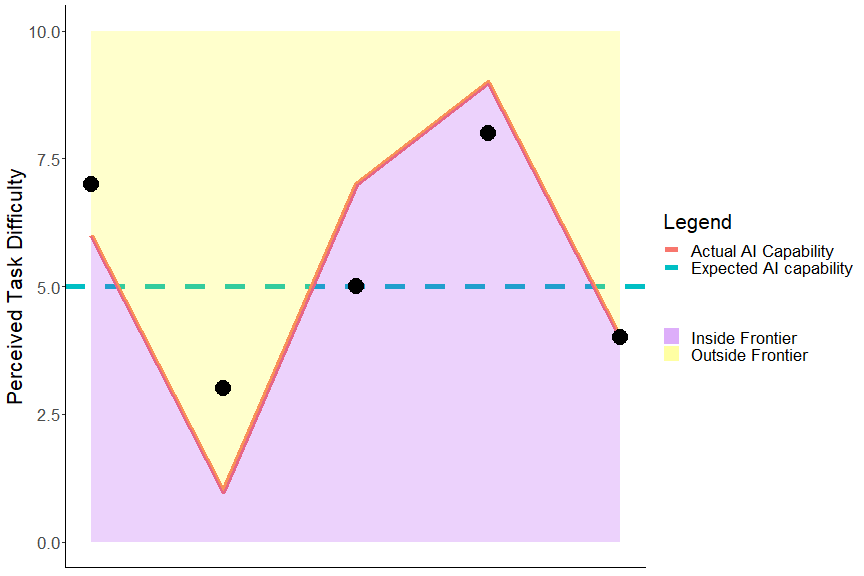 10.0
7.5
5.0
2.5
0.0
Perceived Task Difficulty
Legend
Actual AI Capability
Expected AI capability
Inside Frontier
Outside Frontier